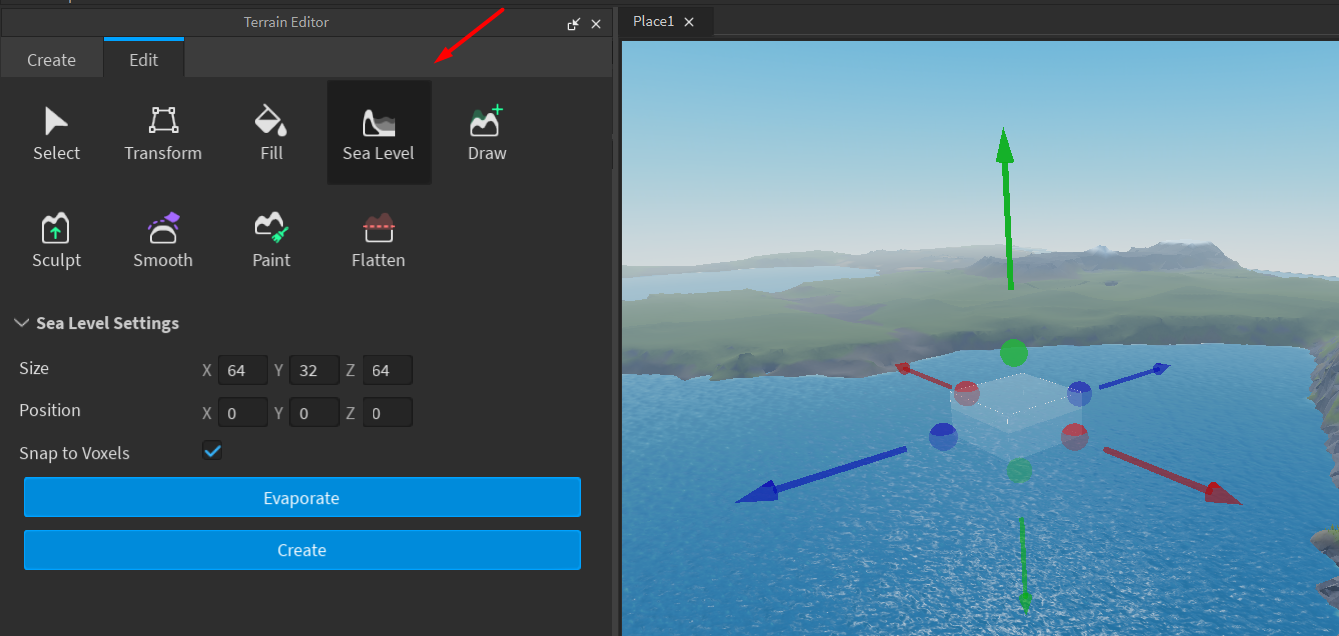 Terrain Editor
Place1
Create Edit
Select Transform Fill Sea Level Draw
Sculpt Smooth Paint Flatten
Sea Level Settings
Size X 64 Y 32 Z 64
Position X 0 Y 0 Z 0
Snap to Voxels
Evaporate
Create